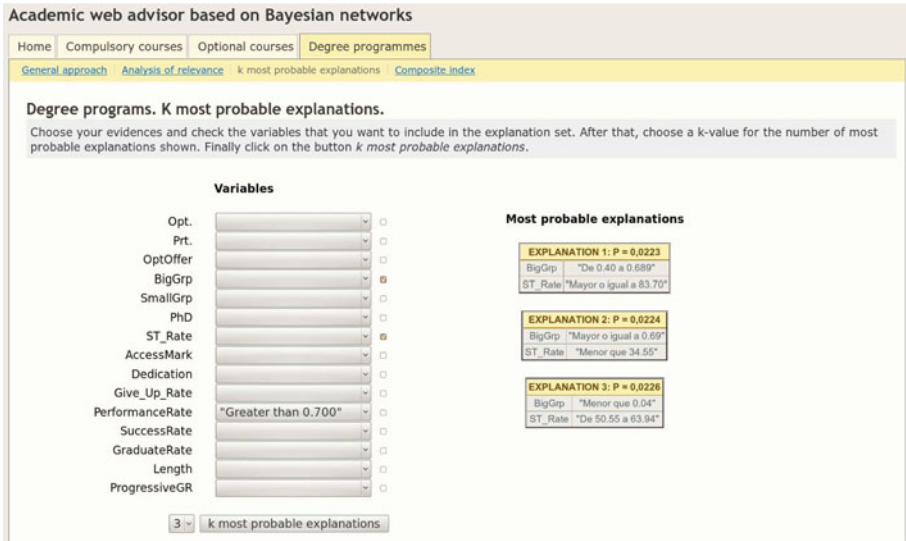 Academic web advisor based on Bayesian networks
Home Compulsory courses Optional courses Degree programmes
General approach Analysis of relevance k most probable explanations Composite index
Degree programs. K most probable explanations.
Choose your evidences and check the variables that you want to include in the explanation set. After that, choose a k-value for the number of most
probable explanations shown. Finally click on the button k most probable explanations.
Variables
Opt.
Prt.
OptOffer
BigGrp
SmallGrp
PhD
ST_Rate
AccessMark
Dedication
Give_Up_Rate
PerformanceRate "Greater than 0.700"
SuccessRate
GraduateRate
Length
ProgressiveGR
3 k most probable explanations
Most probable explanations
EXPLANATION 1: P = 0,0223
BigGrp "De 0.40 a 0.689"
ST_Rate "Mayor o igual a 83.70"
EXPLANATION 2: P = 0,0224
BigGrp "Mayor o igual a 0.69"
ST_Rate "Menor que 34.55"
EXPLANATION 3: P = 0,0226
BigGrp "Menor que 0.04"
ST_Rate "De 50.55 a 63.94"